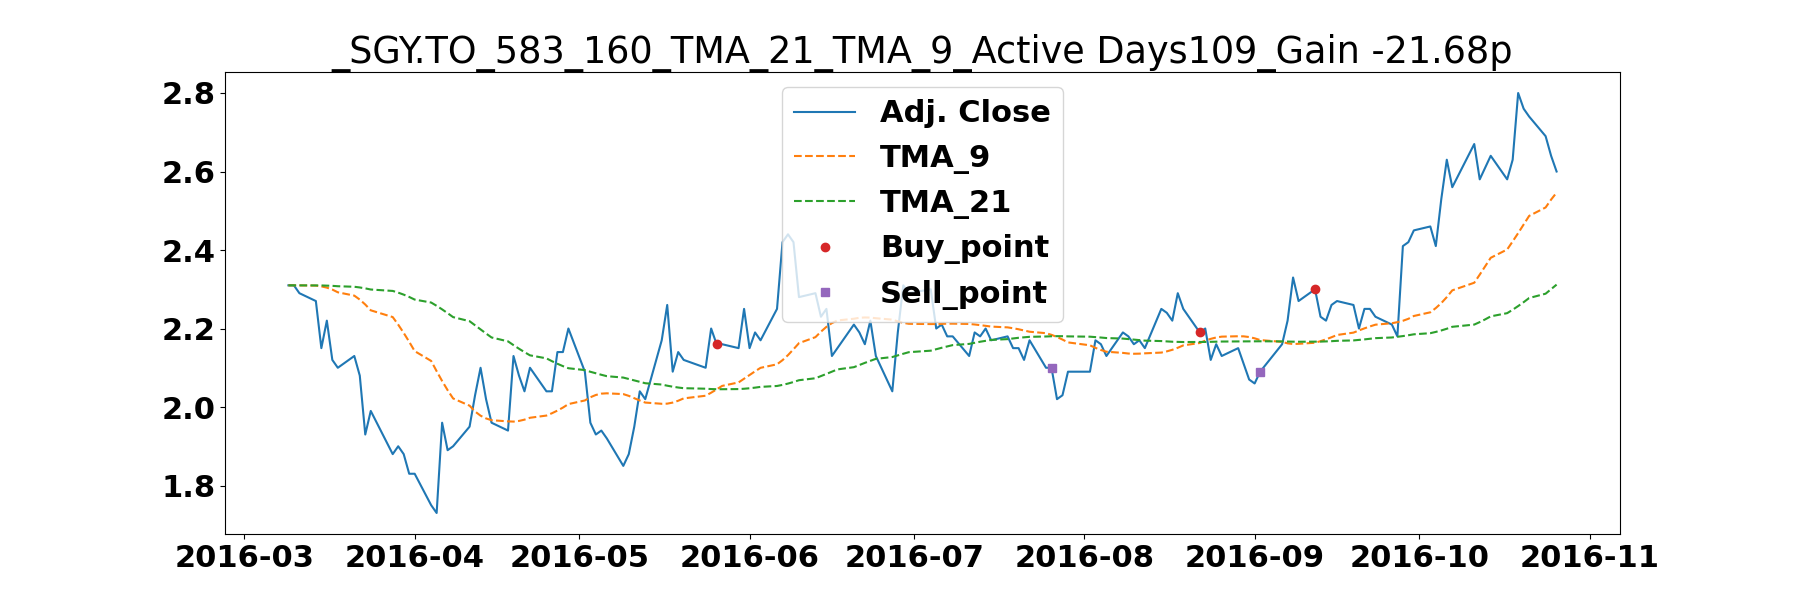 _SGY.TO_583_160_TMA_21_TMA_9_Active Days109_Gain -21.68p
2.8
2.6
2.4
2.2
2.0
1.8
Adj. Close
TMA_9
TMA_21
Buy_point
Sell_point
2016-03 2016-04 2016-05 2016-06 2016-07 2016-08 2016-09 2016-10 2016-11